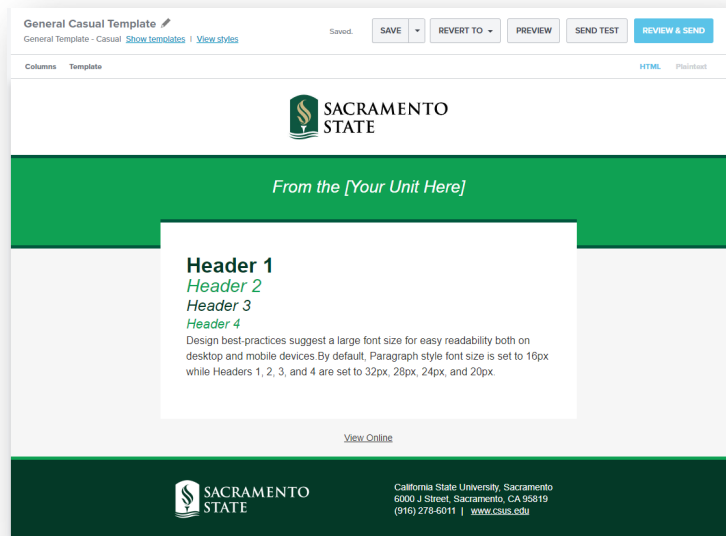 General Casual Template
General Template - Casual Show templates | View styles
Saved.
SAVE
REVERT TO
PREVIEW
SEND TEST
REVIEW & SEND
Columns Template
HTML Plaintext
SACRAMENTO
STATE
From the [Your Unit Here]
Header 1
Header 2
Header 3
Header 4
Design best-practices suggest a large font size for easy readability both on
desktop and mobile devices.By default, Paragraph style font size is set to 16px
while Headers 1, 2, 3, and 4 are set to 32px, 28px, 24px, and 20px.
View Online
SACRAMENTO
STATE
California State University, Sacramento
6000 J Street, Sacramento, CA 95819
(916) 278-6011 | www.csus.edu